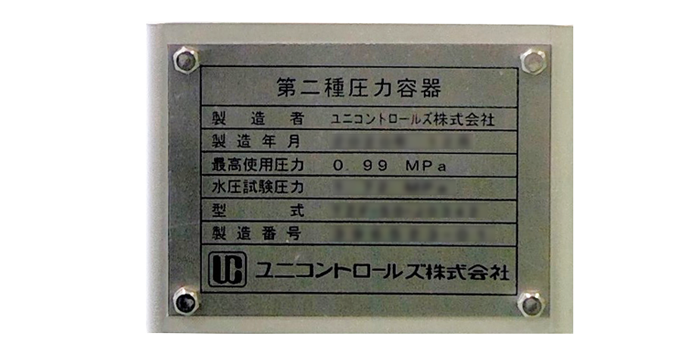 第二種圧力容器
製造者 ユニコントロールズ株式会社
製造年月
最高使用圧力 0.99 MPa
水圧試験圧力
型式
製造番号
UC ユニコントロールズ株式会社